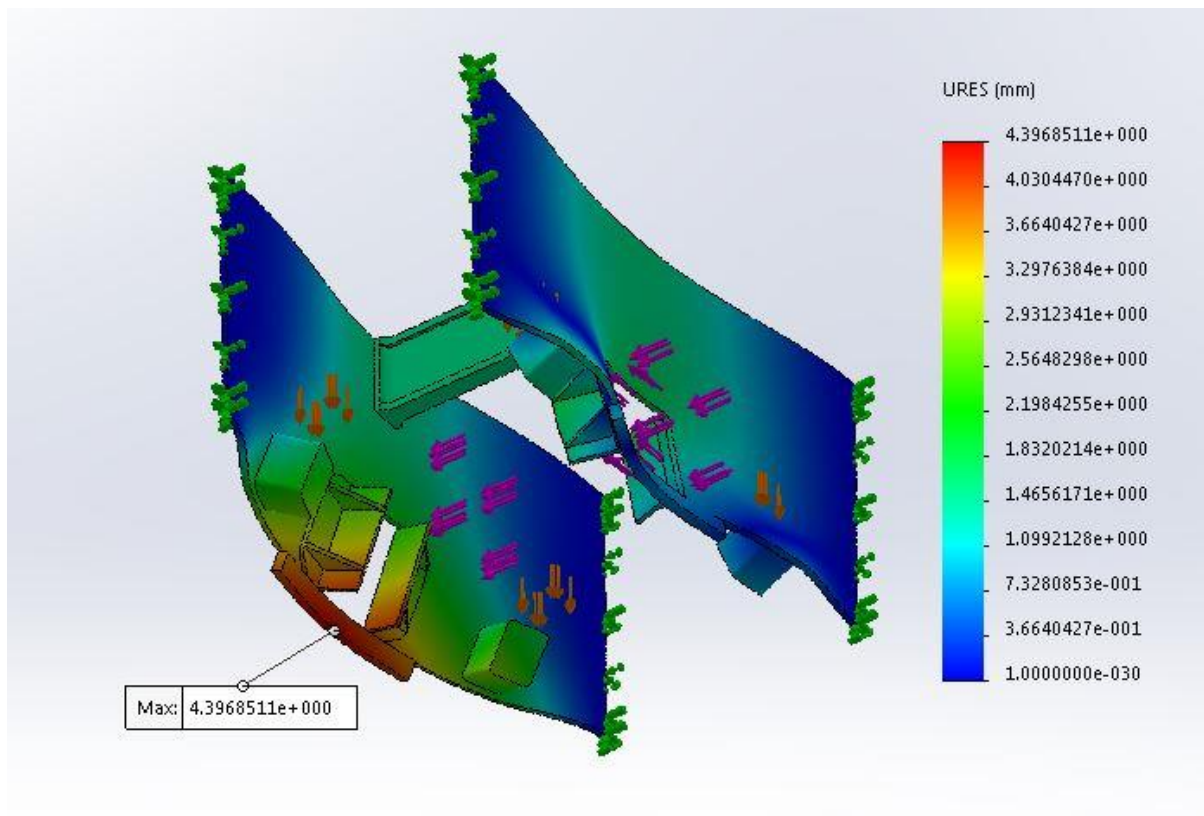 URES (mm)
4.3968511e+000
4.0304470e+000
3.6640427e+000
3.2976384e+000
2.9312341e+000
2.5648298e+000
2.1984255e+000
1.8320214e+000
1.4656171e+000
1.0992128e+000
7.3280853e-001
3.6640427e-001
1.0000000e-030
Max: 4.3968511e+000